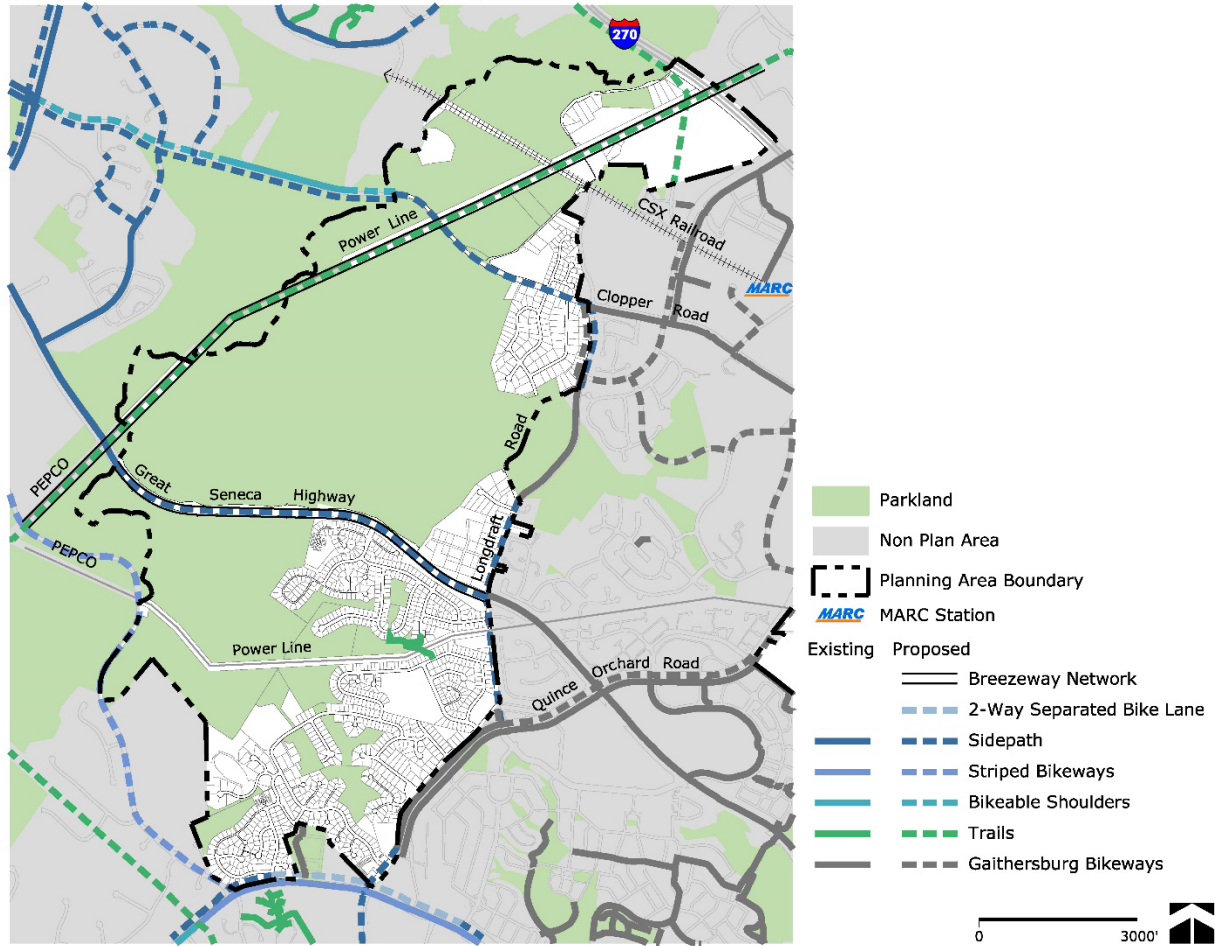 270
Power Line
CSX Railroad
MARC
Clopper Road
Road
PEPCO
Great Seneca Highway
Longdraft
PEPCO
Power Line
Quince Orchard Road
Parkland
Non Plan Area
Planning Area Boundary
MARC MARC Station
Existing Proposed
Breezeway Network
2-Way Separated Bike Lane
Sidepath
Striped Bikeways
Bikeable Shoulders
Trails
Gaithersburg Bikeways
0 3000'